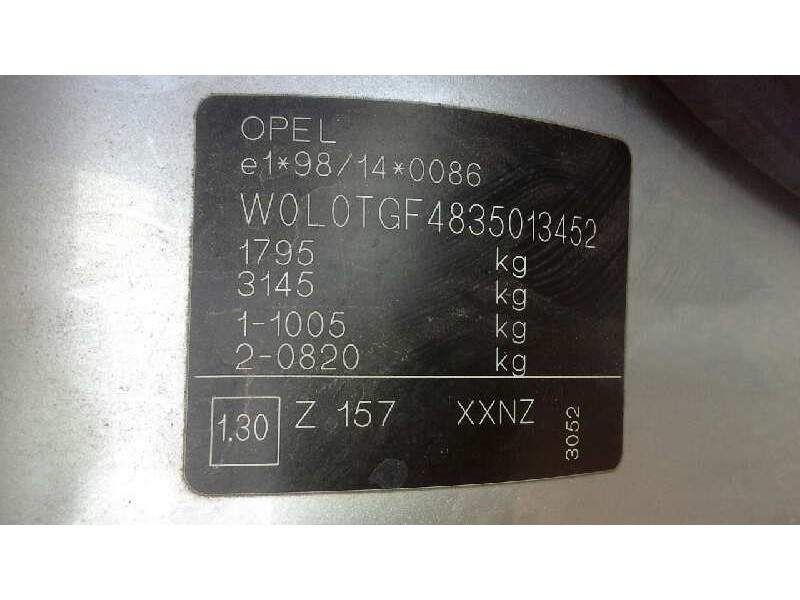 OPEL
e1*98/14*0086
W0L0TGF4835013452
1795 kg
3145 kg
1-1005 kg
2-0820 kg
1.30 Z 157 XXNZ 3052